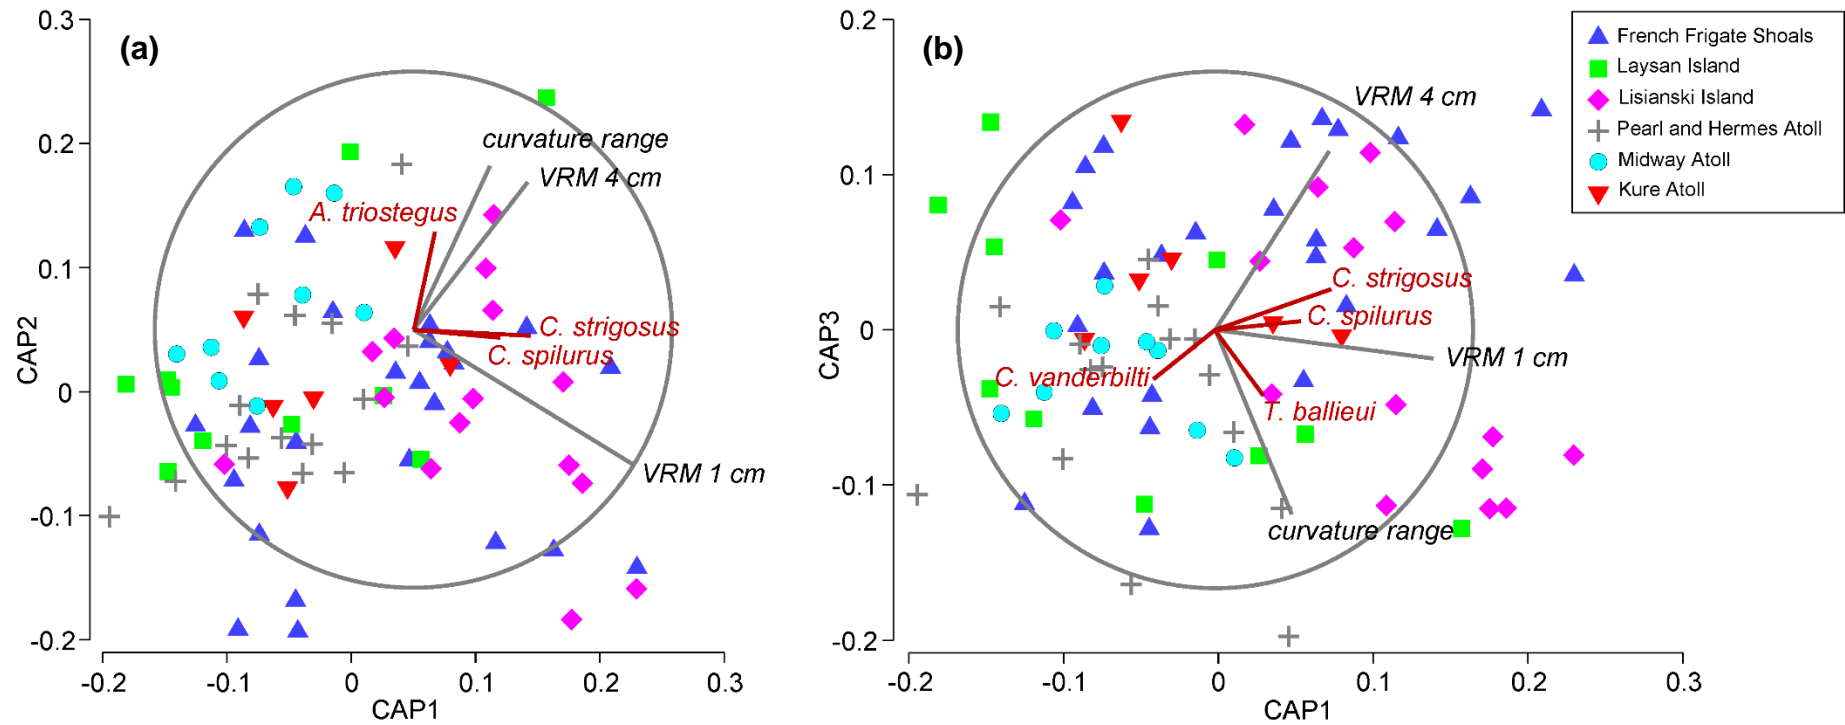 (a)
0.3
0.2
0.1
0
-0.1
-0.2
CAP2
curvature range
VRM 4 cm
A. triostegus
C. strigosus
C. spilurus
VRM 1 cm
-0.2 -0.1 0 0.1 0.2 0.3
CAP1
(b)
0.2
0.1
0
-0.1
-0.2
CAP3
VRM 4 cm
C. strigosus
C. spilurus
VRM 1 cm
C. vanderbilti
T. ballieui
curvature range
-0.2 -0.1 0 0.1 0.2 0.3
CAP1
French Frigate Shoals
Laysan Island
Lisianski Island
Pearl and Hermes Atoll
Midway Atoll
Kure Atoll